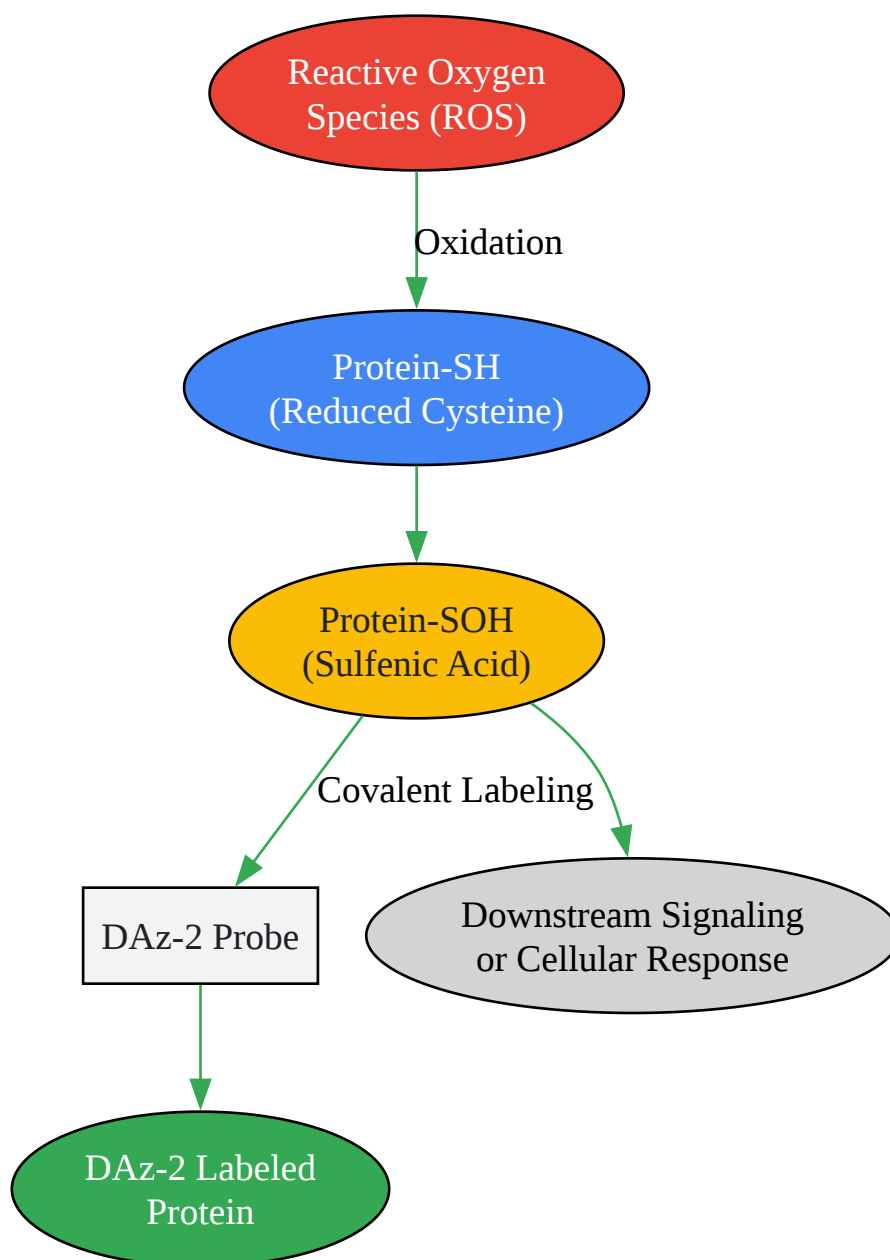 Reactive Oxygen
Species (ROS)
Oxidation
Protein-SH
(Reduced Cysteine)
Protein-SOH
(Sulfenic Acid)
Covalent Labeling
DAz-2 Probe
Downstream Signaling
or Cellular Response
DAz-2 Labeled
Protein